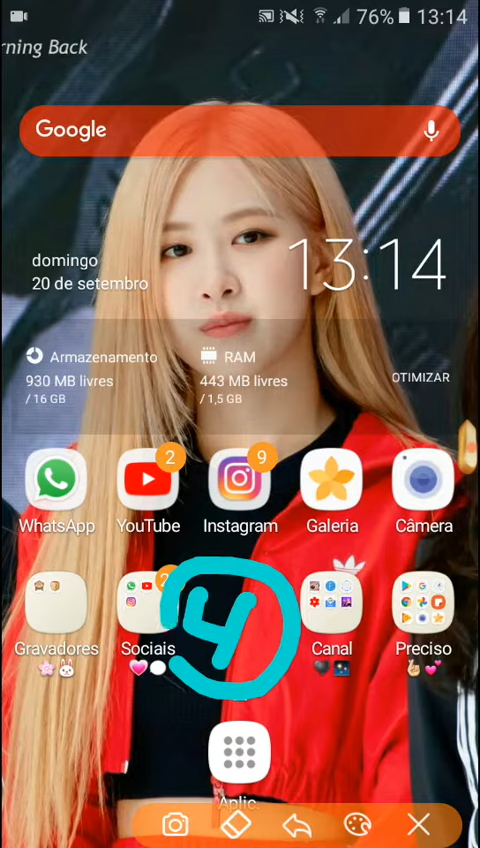 76% 13:14
rning Back
Google
domingo
20 de setembro
13:14
Armazenamento
930 MB livres
/ 16 GB
RAM
443 MB livres
/ 1,5 GB
OTIMIZAR
2
9
WhatsApp
YouTube
Instagram
Galeria
Câmera
2
4
Gravadores
🌸🐰
Sociais
💗💬
Canal
🖤🌃
Preciso
🫰🏻💕
Aplic.